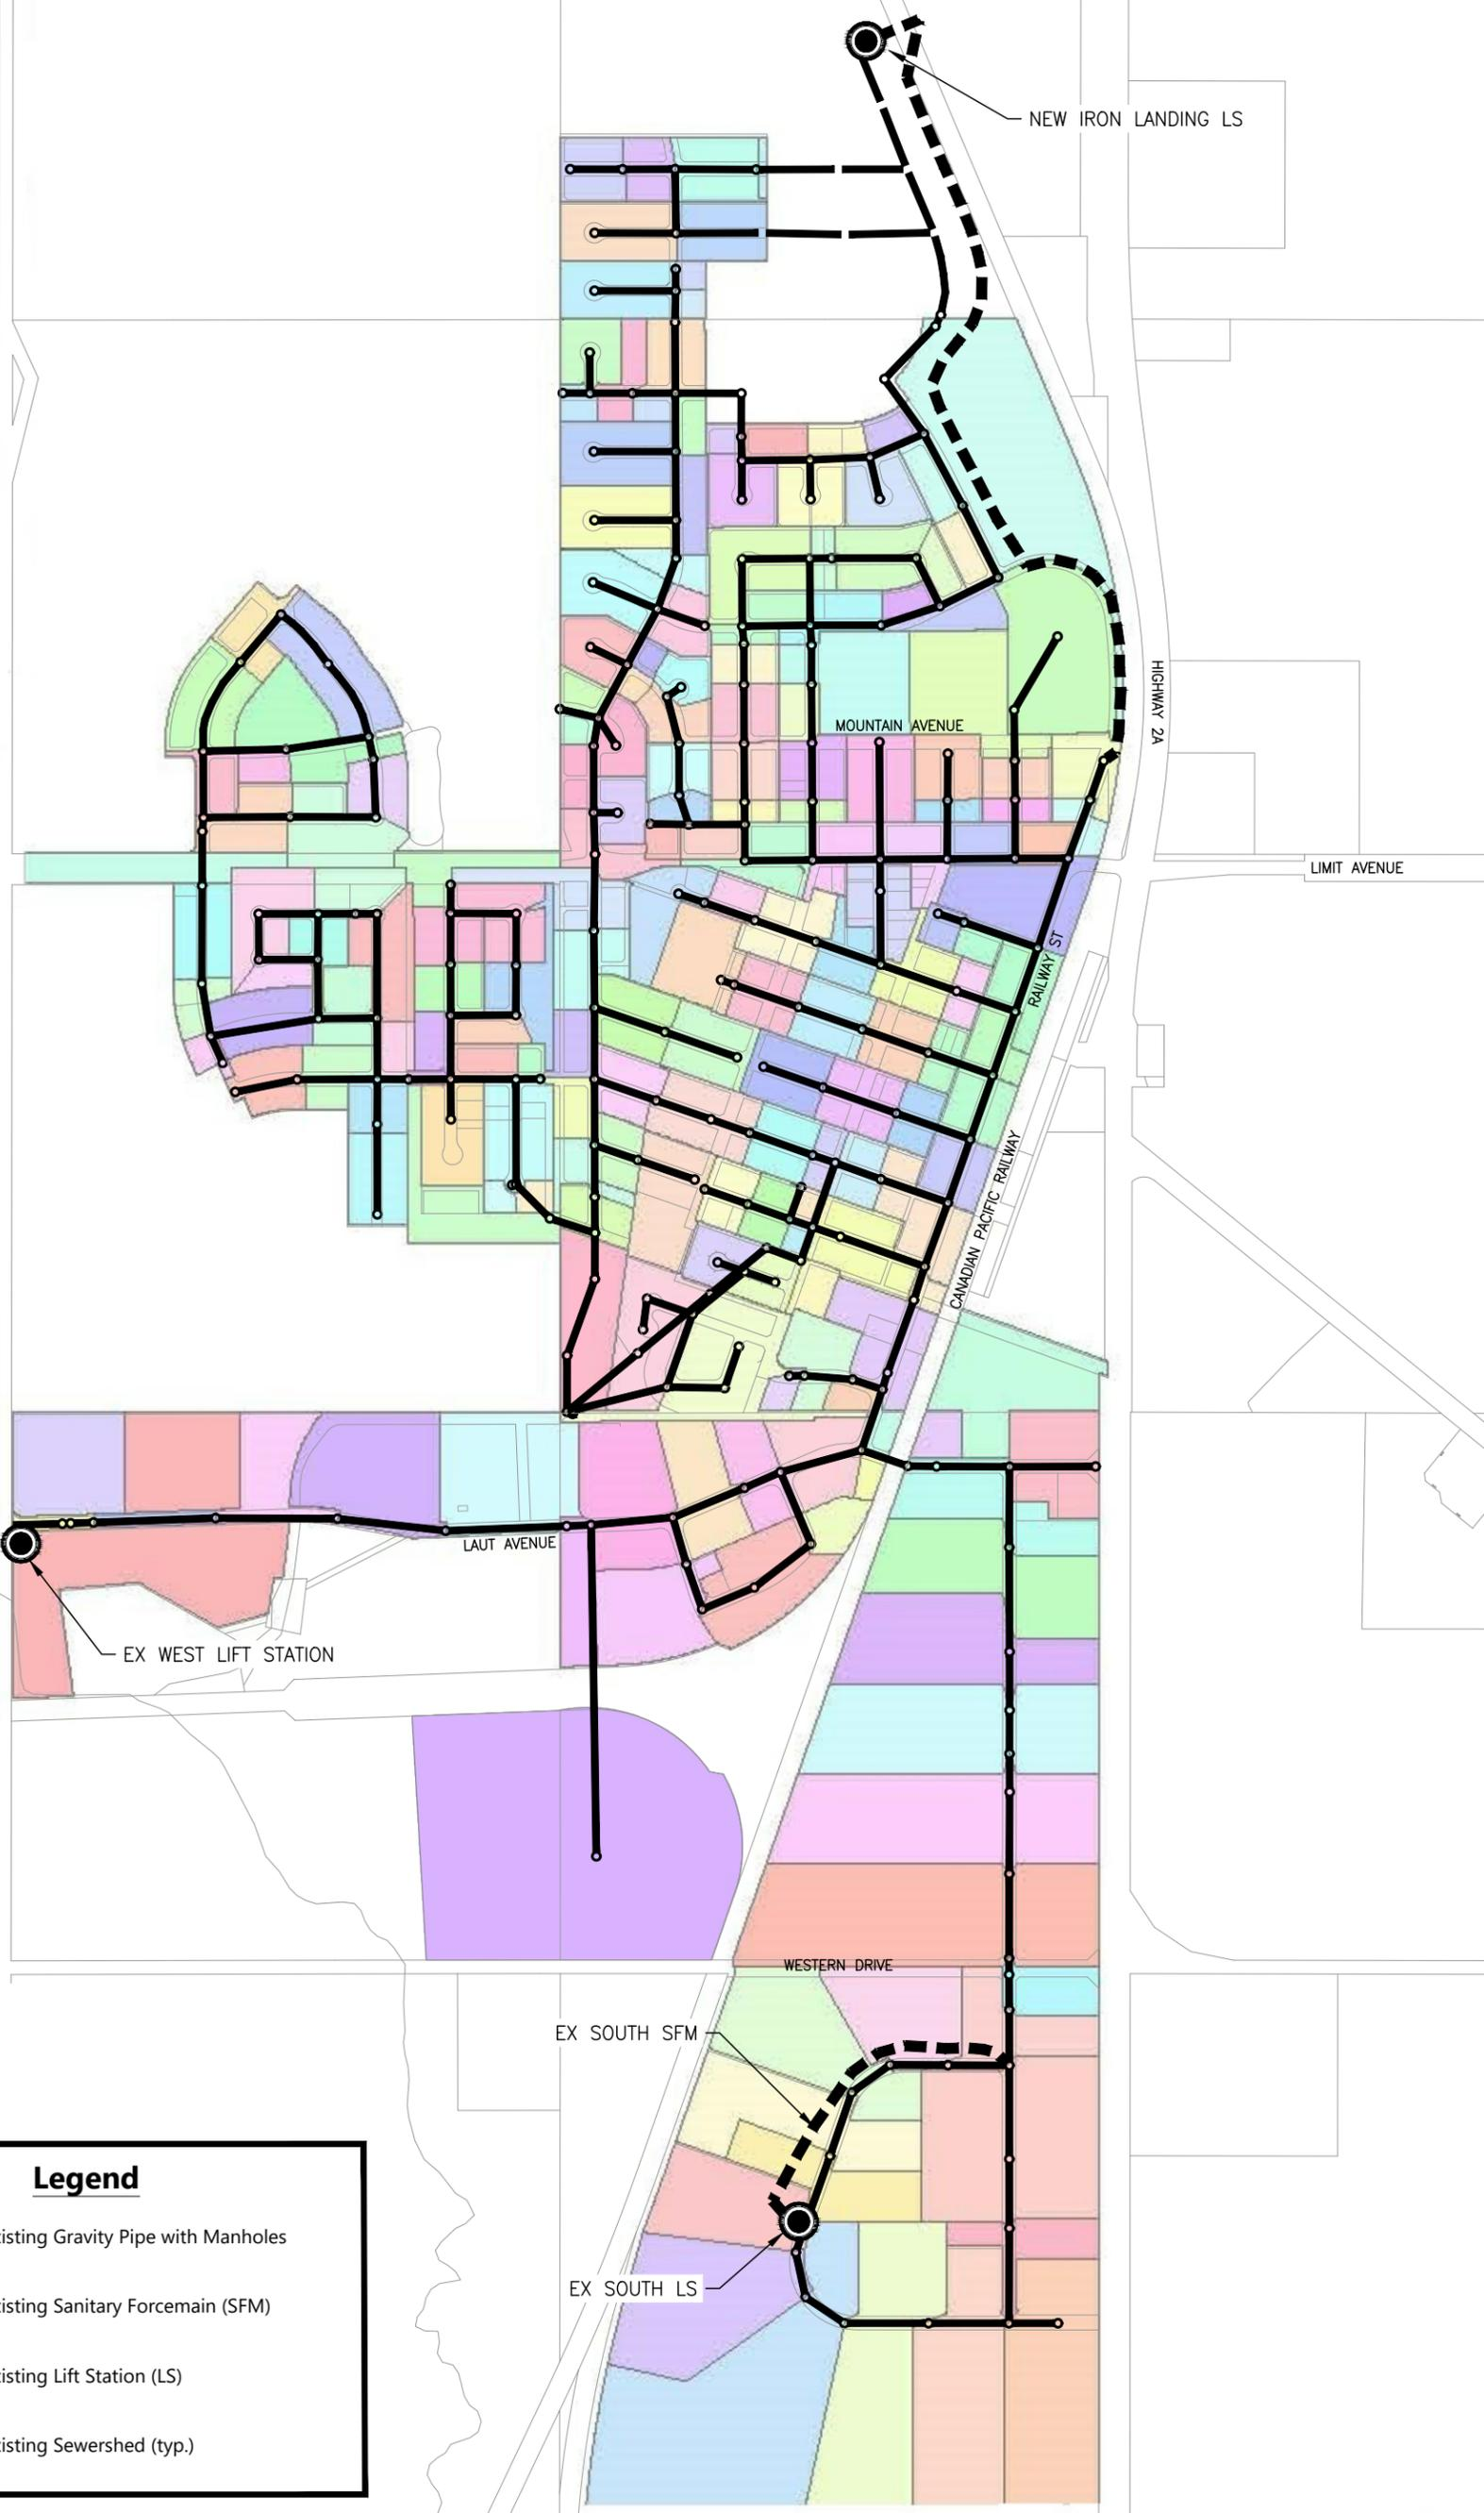 NEW IRON LANDING LS
HIGHWAY 2A
MOUNTAIN AVENUE
LIMIT AVENUE
RAILWAY ST
CANADIAN PACIFIC RAILWAY
LAUT AVENUE
EX WEST LIFT STATION
WESTERN DRIVE
EX SOUTH SFM
EX SOUTH LS
Legend
isting Gravity Pipe with Manholes
isting Sanitary Forcemain (SFM)
isting Lift Station (LS)
isting Sewershed (typ.)